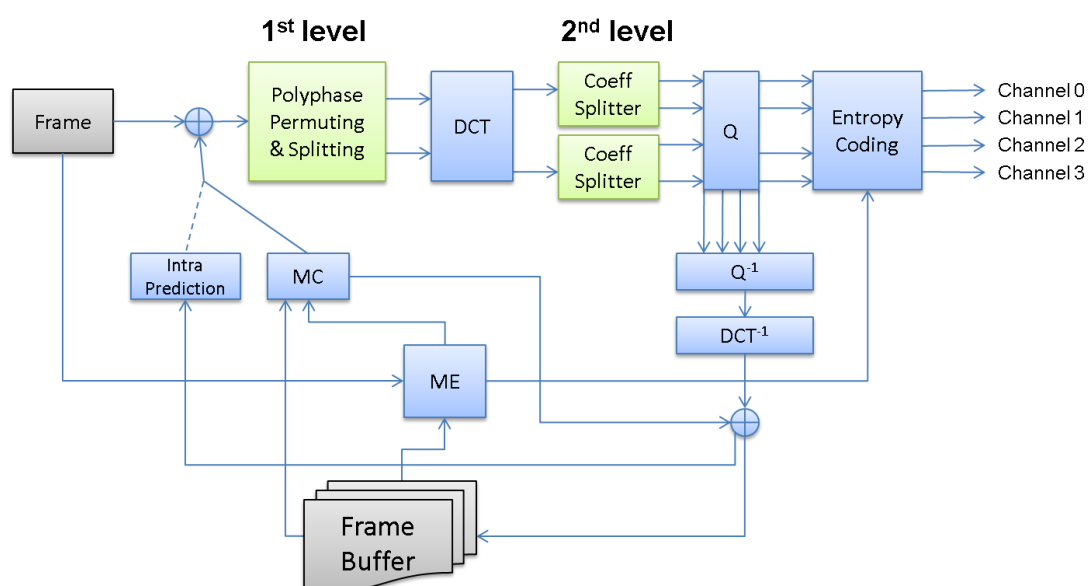 1st level
2nd level
Frame
Polyphase
Permuting
& Splitting
DCT
Coeff
Splitter
Coeff
Splitter
Q
Entropy
Coding
Channel 0
Channel 1
Channel 2
Channel 3
Intra
Prediction
MC
Q-1
DCT-1
ME
Frame
Buffer